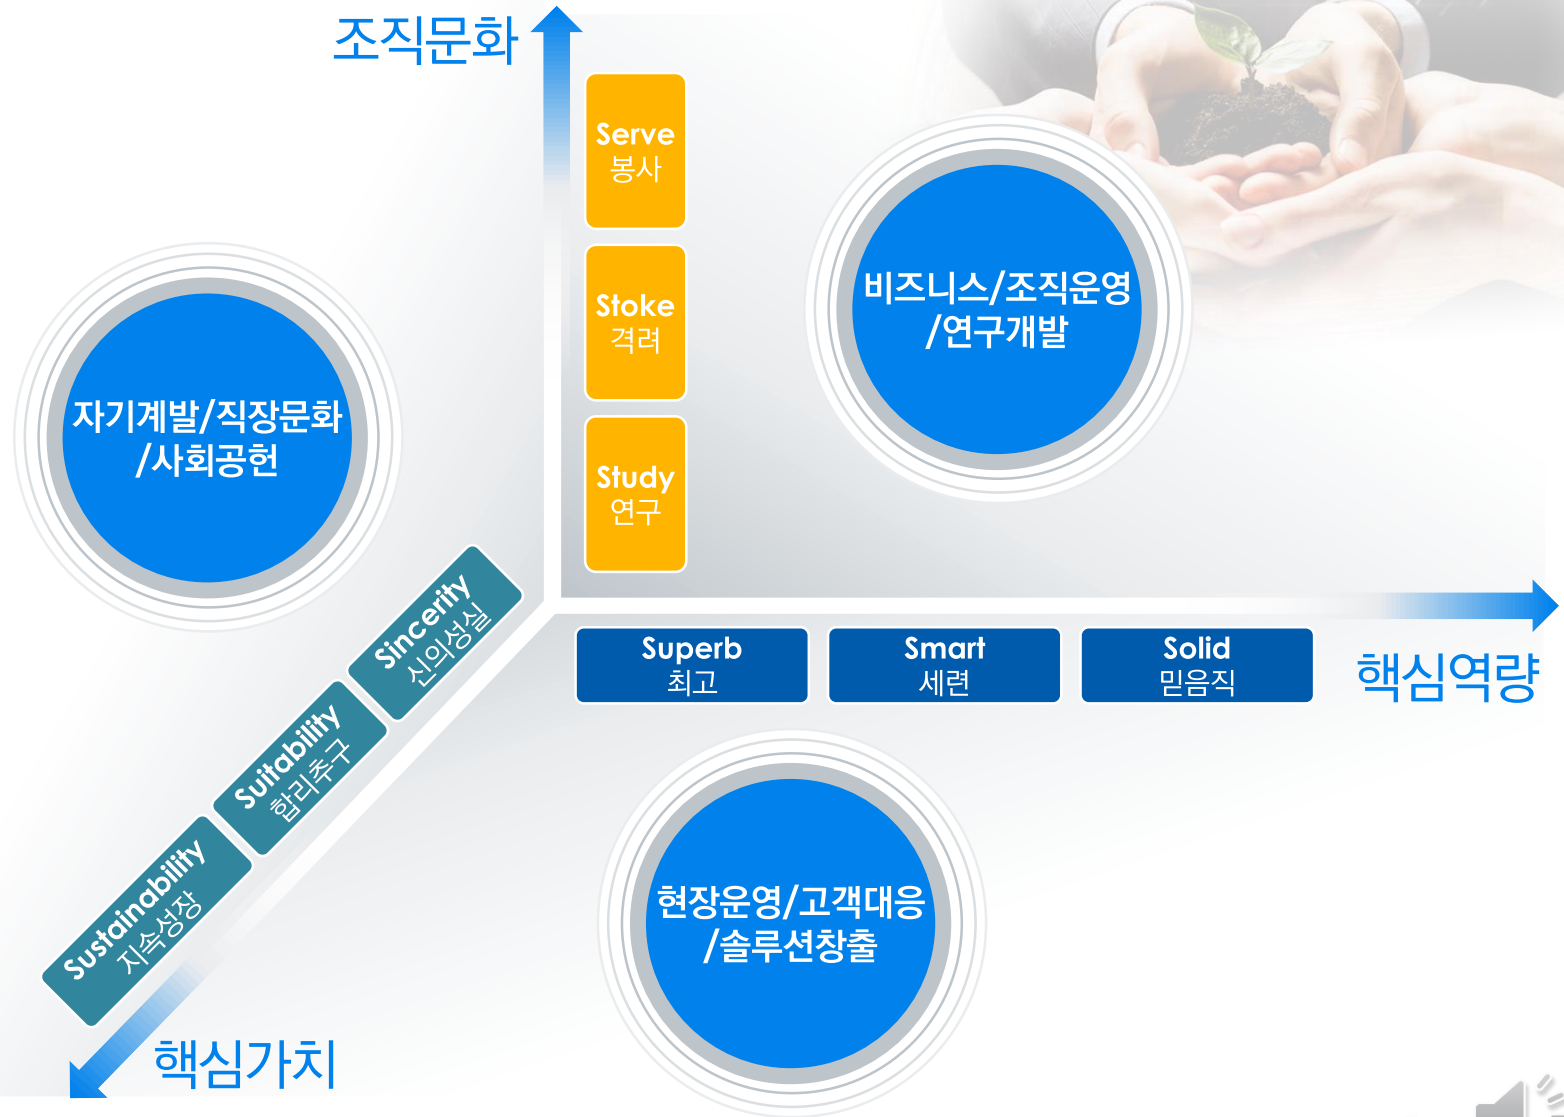 조직문화
Serve
봉사
Stoke
격려
Study
연구
비즈니스/조직운영
/연구개발
자기계발/직장문화
/사회공헌
Sincerity
신의성실
Suitability
합리추구
Sustainability
지속성장
핵심가치
Superb
최고
Smart
세련
Solid
믿음직
핵심역량
현장운영/고객대응
/솔루션창출